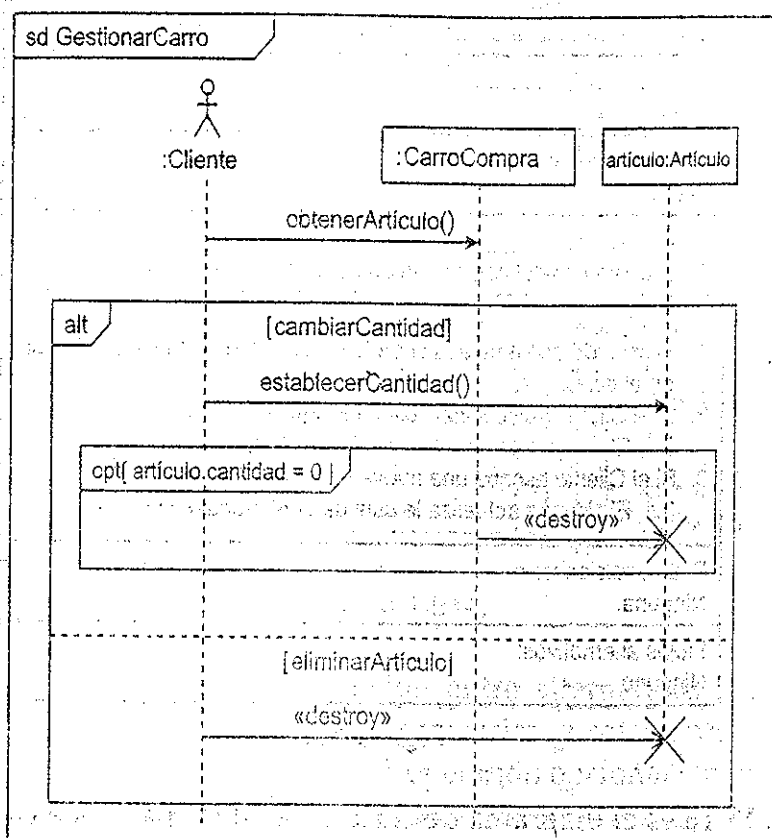 sd GestionarCarro
:Cliente
:CarroCompra
artículo:Artículo
obtenerArtículo()
alt
[cambiarCantidad]
establecerCantidad()
opt[ artículo.cantidad = 0 ]
«destroy»
[eliminarArtículo]
«destroy»